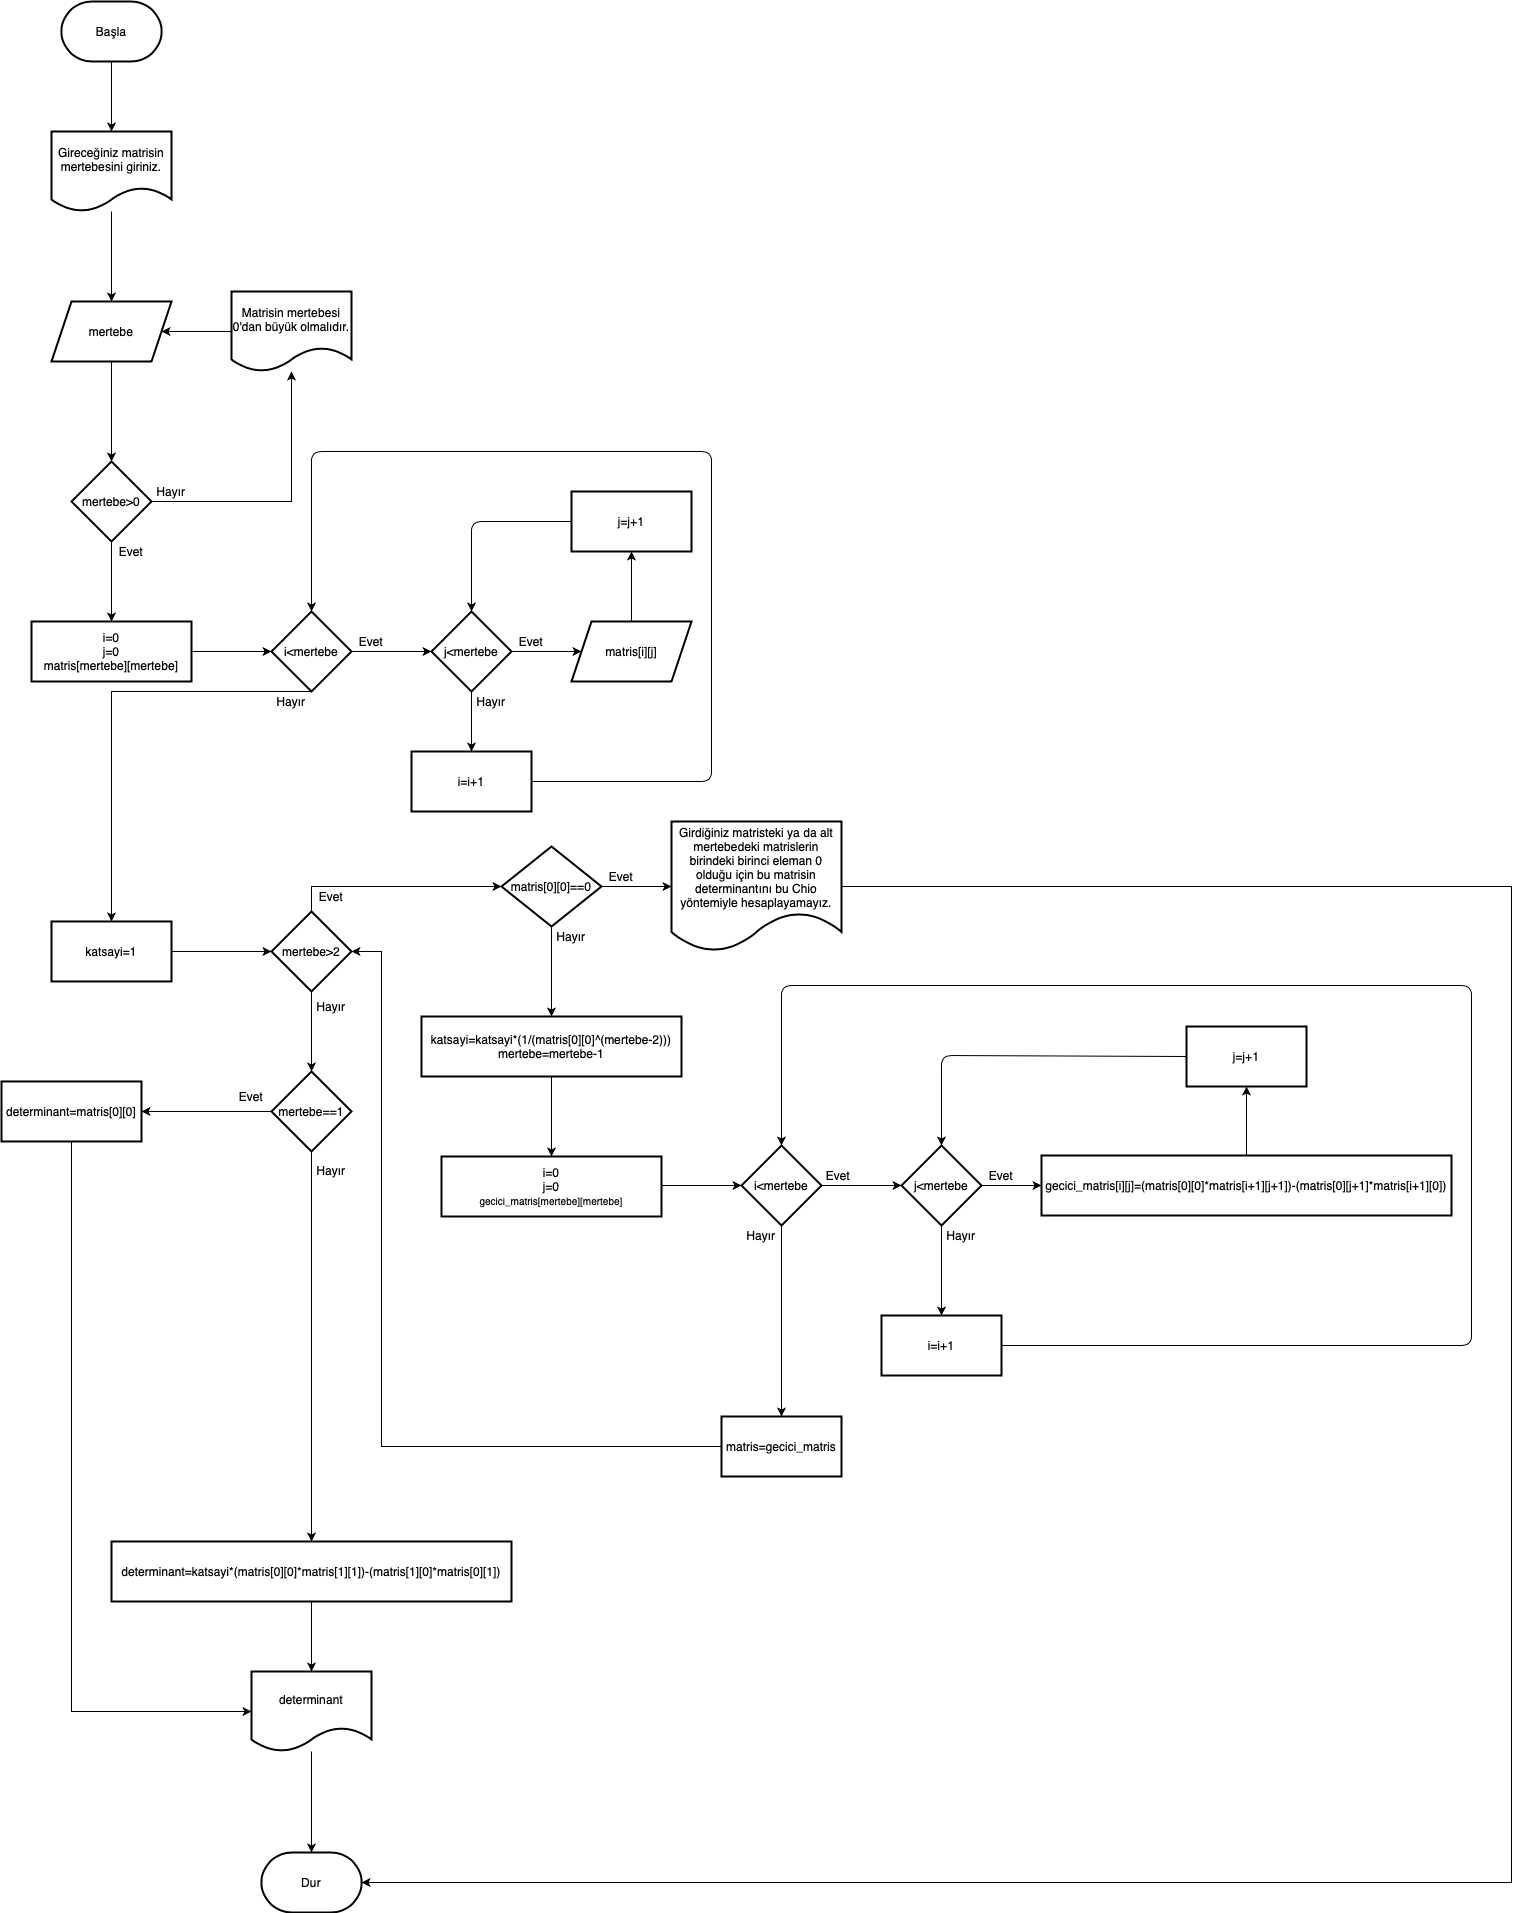 Başla
Gireceğiniz matrisin
mertebesini giriniz.
mertebe
Matrisin mertebesi
0'dan büyük olmalıdır.
mertebe>0
Hayır
Evet
i=0
j=0
matris[mertebe][mertebe]
i<mertebe
Evet
Hayır
j<mertebe
Evet
Hayır
matris[i][j]
j=j+1
i=i+1
katsayi=1
mertebe>2
Evet
Hayır
matris[0][0]==0
Evet
Hayır
Girdiğiniz matristeki ya da alt
mertebedeki matrislerin
birindeki birinci eleman 0
olduğu için bu matrisin
determinantını bu Chio
yöntemiyle hesaplayamayız.
katsayi=katsayi*(1/(matris[0][0]^(mertebe-2)))
mertebe=mertebe-1
i=0
j=0
gecici_matris[mertebe][mertebe]
i<mertebe
Evet
Hayır
j<mertebe
Evet
Hayır
gecici_matris[i][j]=(matris[0][0]*matris[i+1][j+1])-(matris[0][j+1]*matris[i+1][0])
j=j+1
i=i+1
matris=gecici_matris
mertebe==1
Evet
Hayır
determinant=matris[0][0]
determinant=katsayi*(matris[0][0]*matris[1][1])-(matris[1][0]*matris[0][1])
determinant
Dur